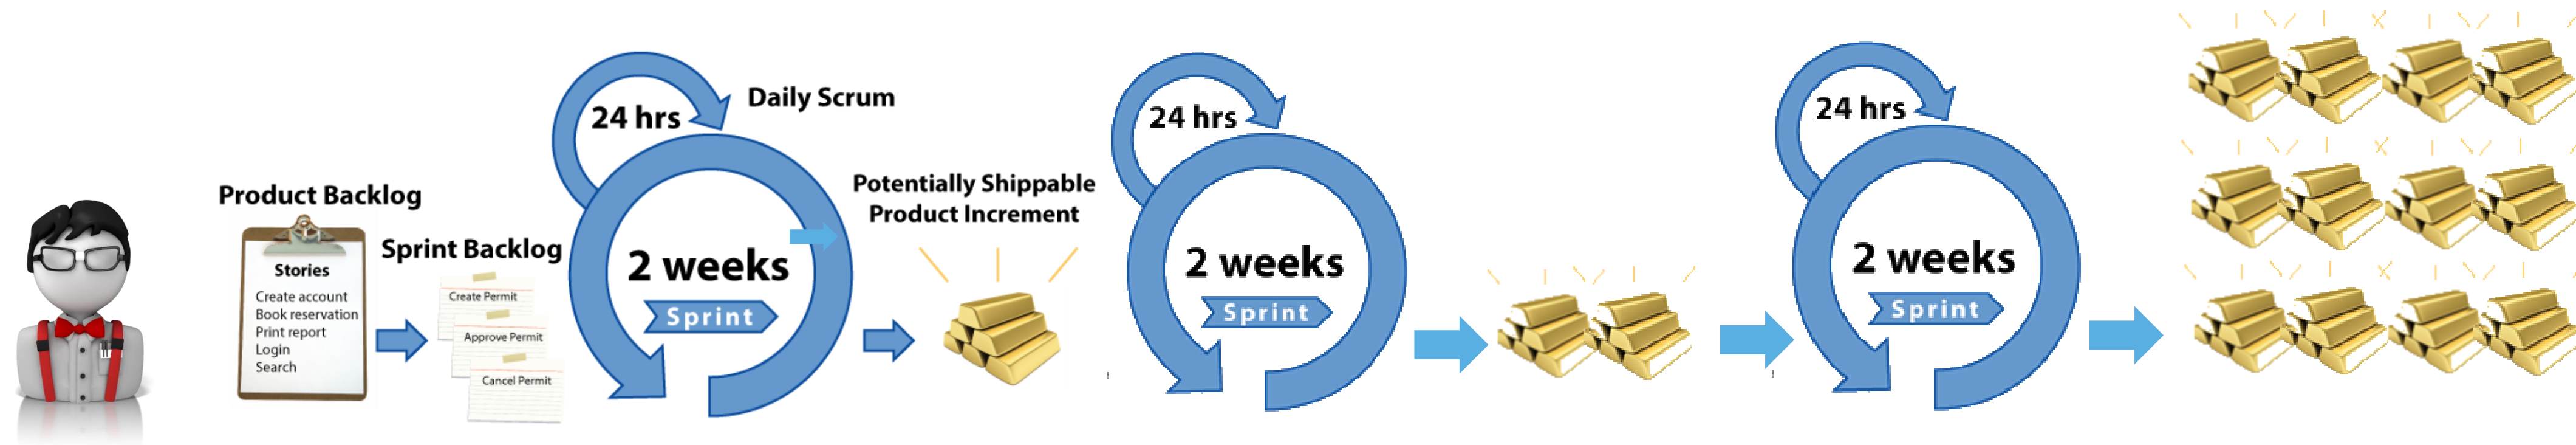 Product Backlog
Stories
Create account
Book reservation
Print report
Login
Search
Sprint Backlog
Create Permit
Approve Permit
Cancel Permit
24 hrs
Daily Scrum
2 weeks
Sprint
Potentially Shippable
Product Increment
24 hrs
2 weeks
Sprint
24 hrs
2 weeks
Sprint